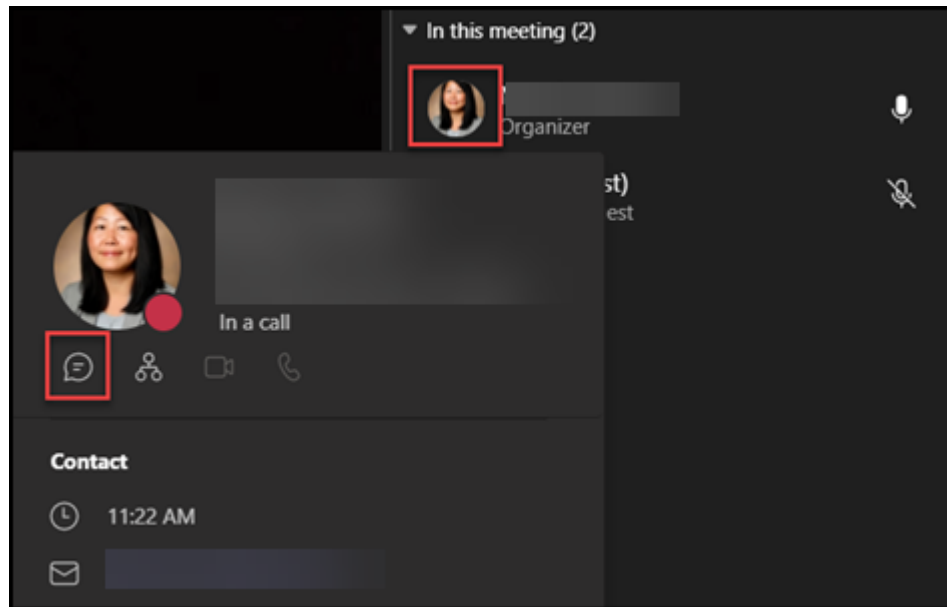 In this meeting (2)
Organizer
st)
est
In a call
Contact
11:22 AM